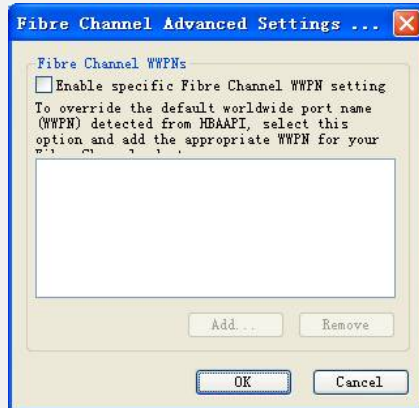 Fibre Channel Advanced Settings ...
Fibre Channel WWPNs
Enable specific Fibre Channel WWPN setting
To override the default worldwide port name
(WWPN) detected from HBAAPI, select this
option and add the appropriate WWPN for your
Add...
Remove
OK
Cancel